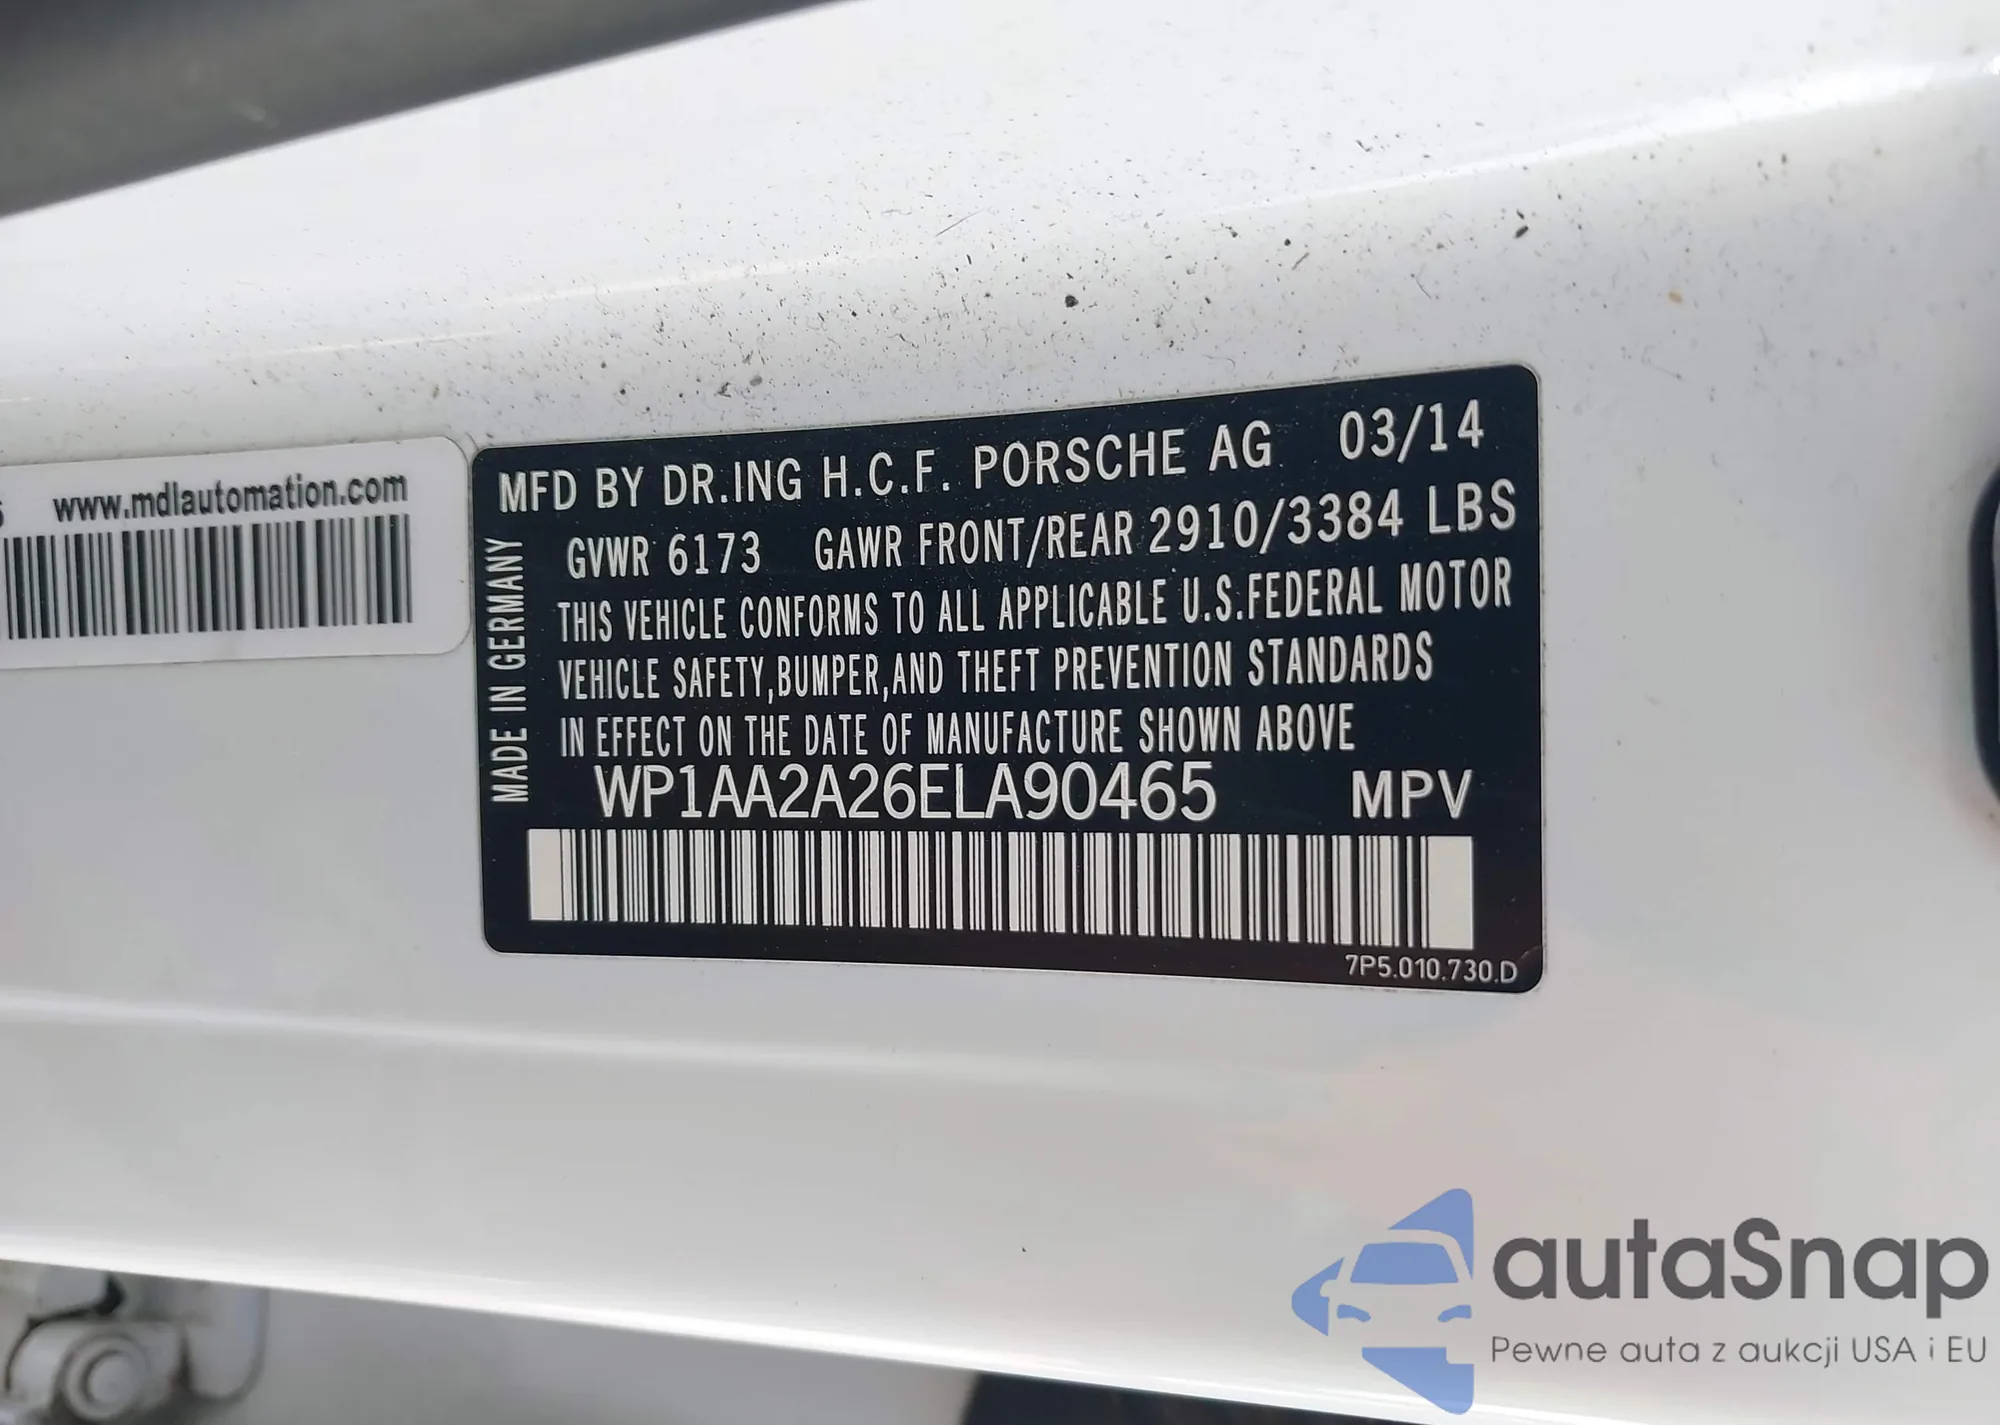 www.mdlautomation.com
MFD BY DR.ING H.C.F. PORSCHE AG 03/14
GVWR 6173 GAWR FRONT/REAR 2910/3384 LBS
THIS VEHICLE CONFORMS TO ALL APPLICABLE U.S.FEDERAL MOTOR
VEHICLE SAFETY,BUMPER,AND THEFT PREVENTION STANDARDS
IN EFFECT ON THE DATE OF MANUFACTURE SHOWN ABOVE
MADE IN GERMANY
WP1AA2A26ELA90465 MPV
7P5.010.730.D
autaSnap
Pewne auta z aukcji USA i EU